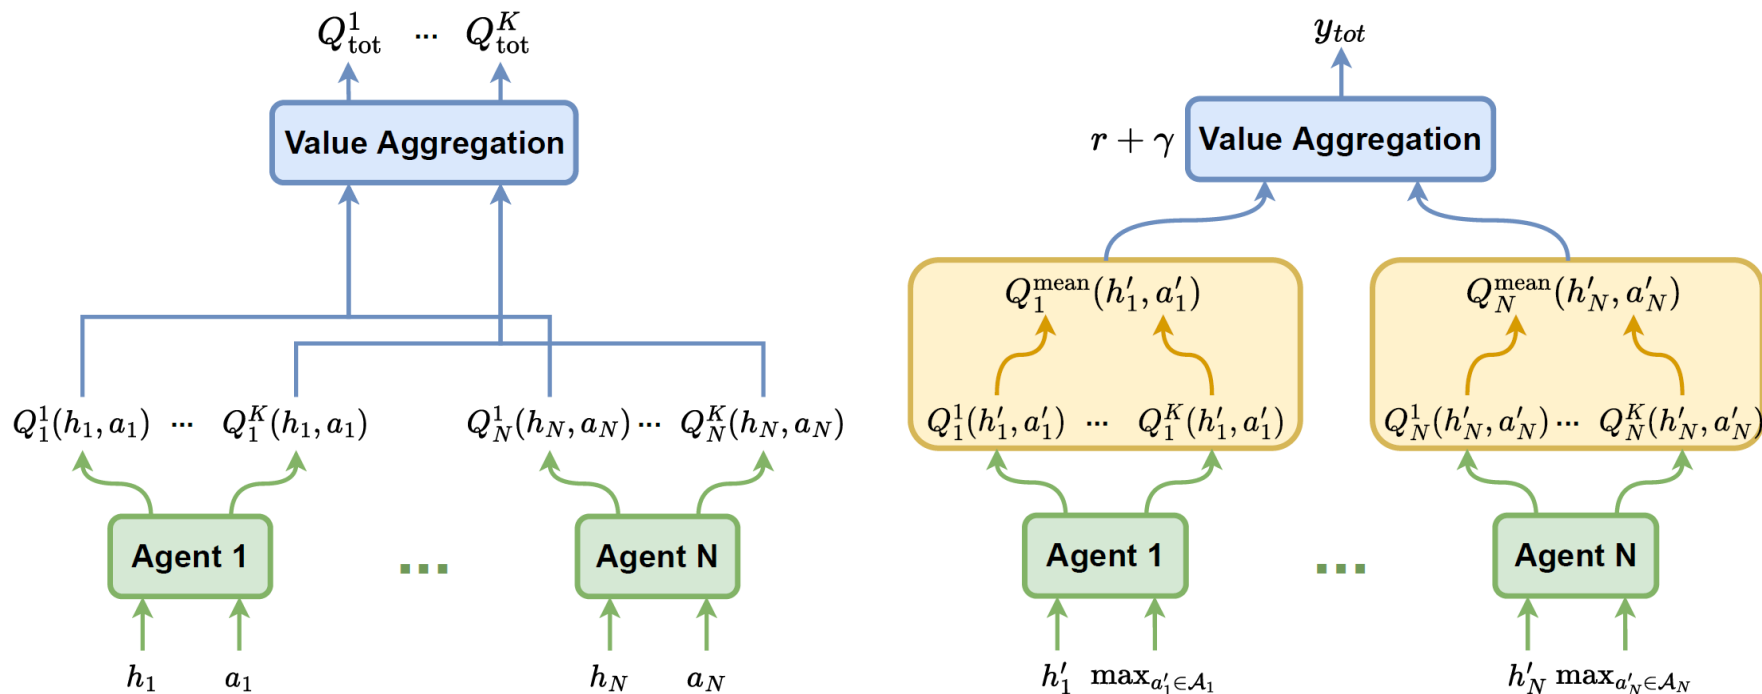 Q^1_tot ... Q^K_tot
Value Aggregation
Q^1_1(h_1, a_1) ... Q^K_1(h_1, a_1) Q^1_N(h_N, a_N) ... Q^K_N(h_N, a_N)
Agent 1 ... Agent N
h_1 a_1 h_N a_N
y_tot
r + γ Value Aggregation
Q^mean_1(h'_1, a'_1) Q^mean_N(h'_N, a'_N)
Q^1_1(h'_1, a'_1) ... Q^K_1(h'_1, a'_1) Q^1_N(h'_N, a'_N) ... Q^K_N(h'_N, a'_N)
Agent 1 ... Agent N
h'_1 max_{a'_1∈𝒜_1} h'_N max_{a'_N∈𝒜_N}